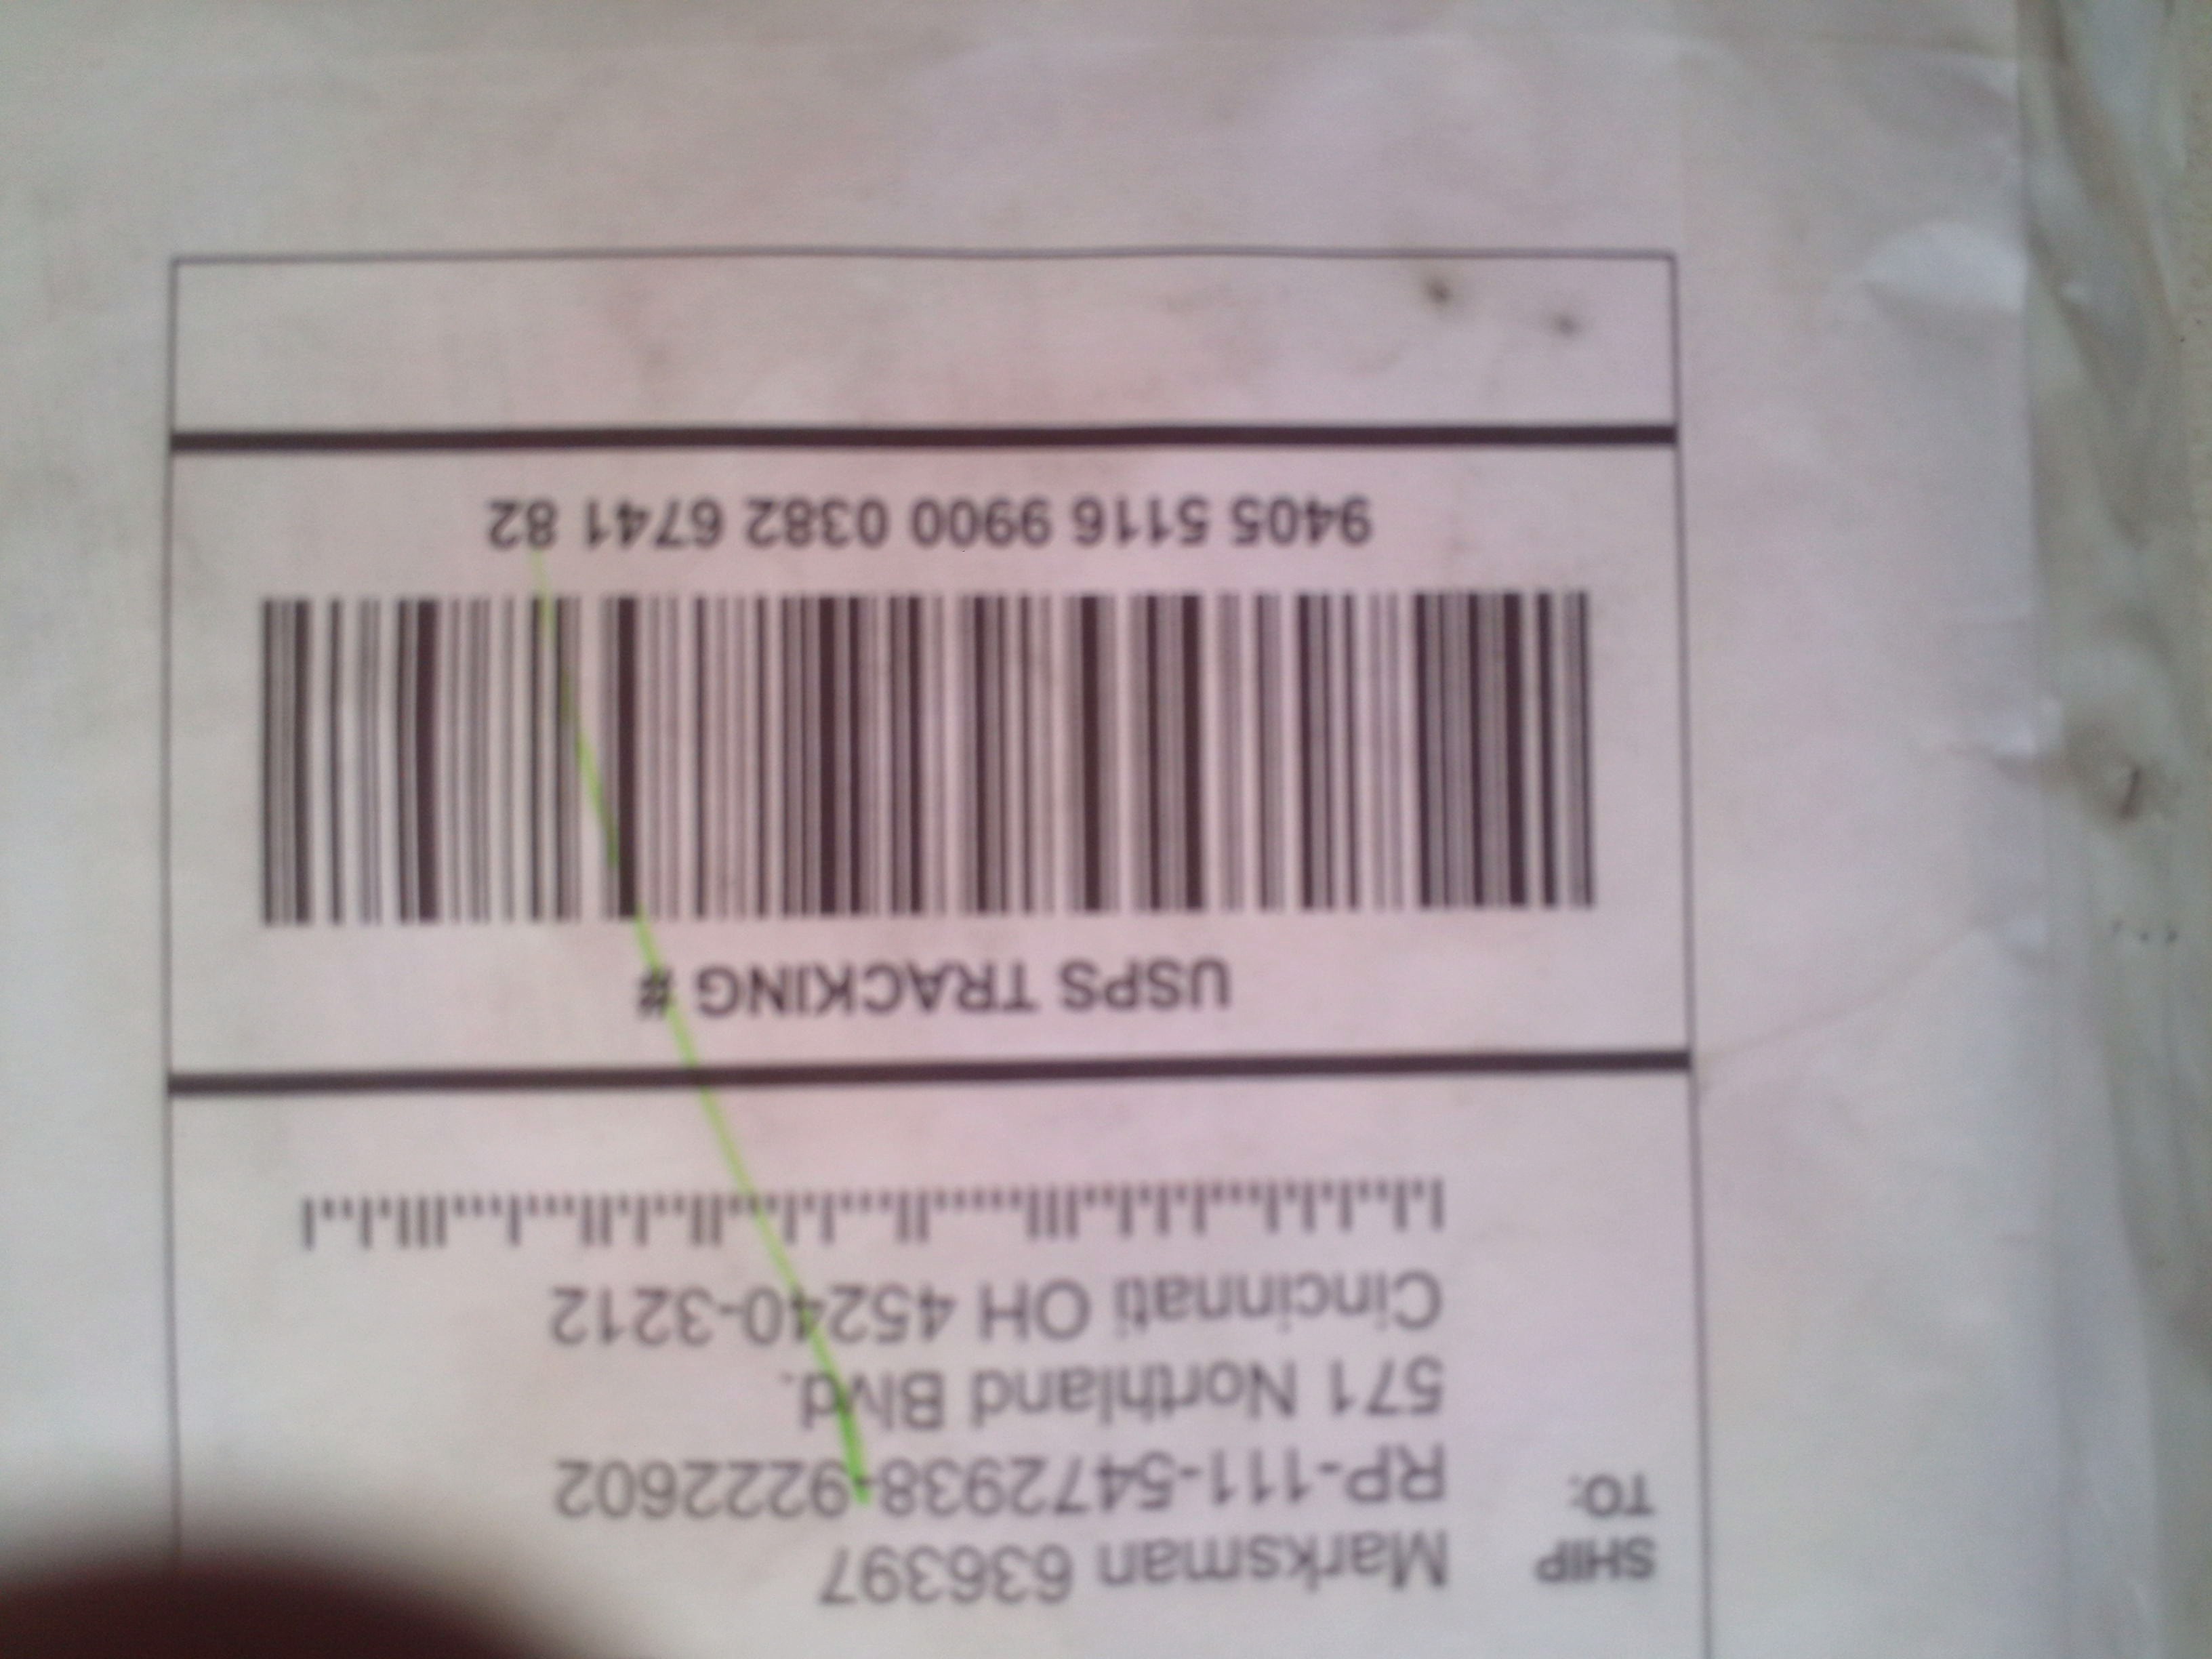 SHIP
TO:
Marksman 636397
RP-111-5472938-9222602
571 Northland Blvd.
Cincinnati OH 45240-3212
USPS TRACKING #
9405 5116 9900 0382 6741 82